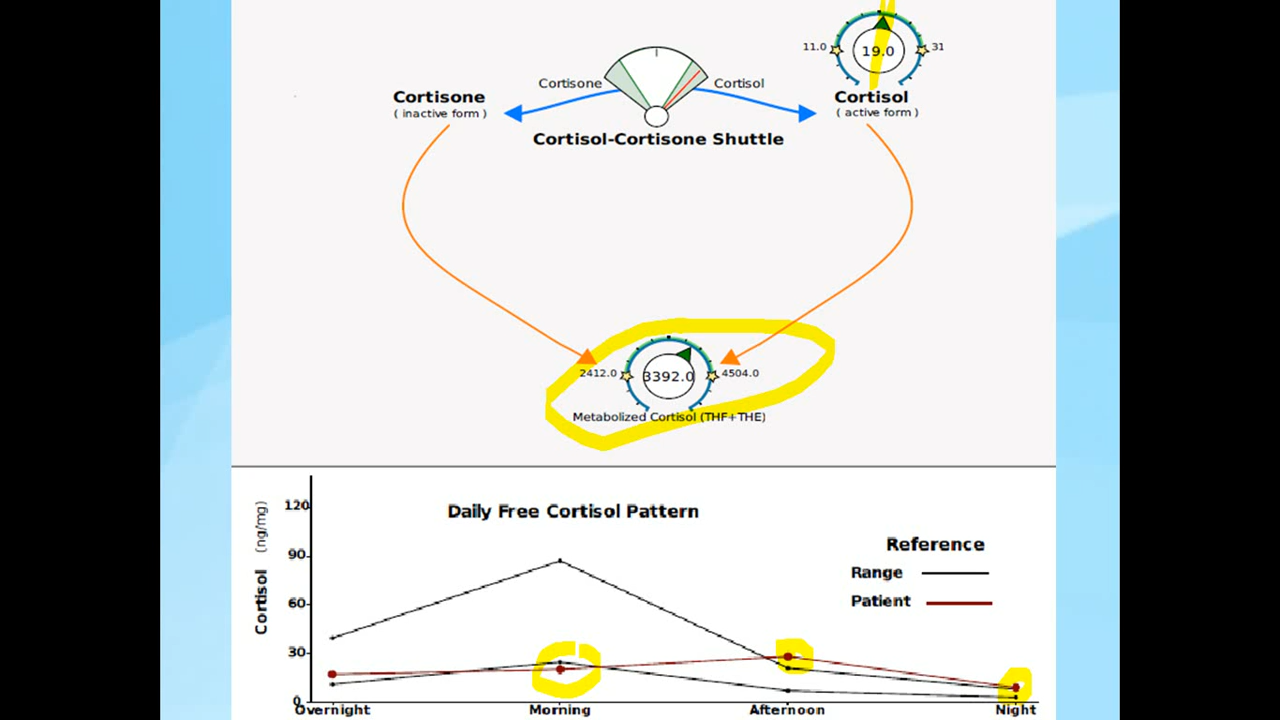 11.0 19.0 31
Cortisone Cortisol
Cortisone
( inactive form )
Cortisol
( active form )
Cortisol-Cortisone Shuttle
2412.0 3392.0 4504.0
Metabolized Cortisol (THF+THE)
Daily Free Cortisol Pattern
Cortisol (ng/mg)
120
90
60
30
0
Reference
Range
Patient
Overnight Morning Afternoon Night